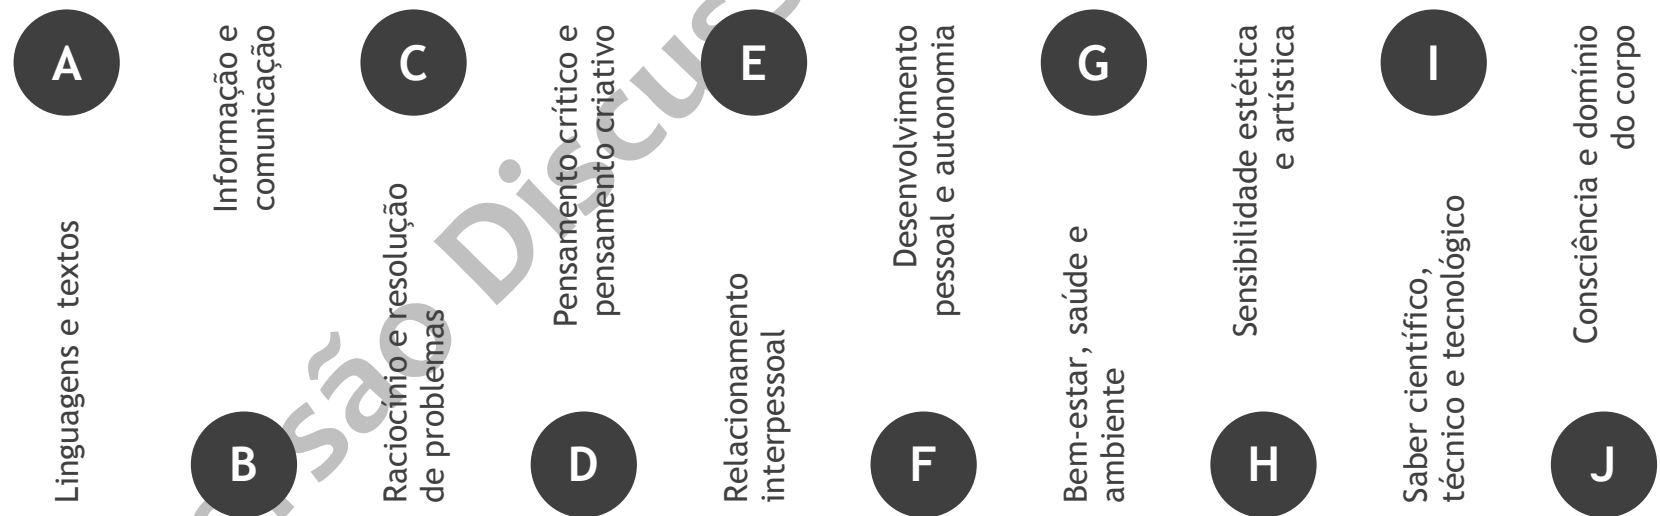 A
Linguagens e textos
B
Informação e
comunicação
C
Raciocínio e resolução
de problemas
D
Pensamento crítico e
pensamento criativo
E
Relacionamento
interpessoal
F
Desenvolvimento
pessoal e autonomia
G
Bem-estar, saúde e
ambiente
H
Sensibilidade estética
e artística
I
Saber científico,
técnico e tecnológico
J
Consciência e domínio
do corpo